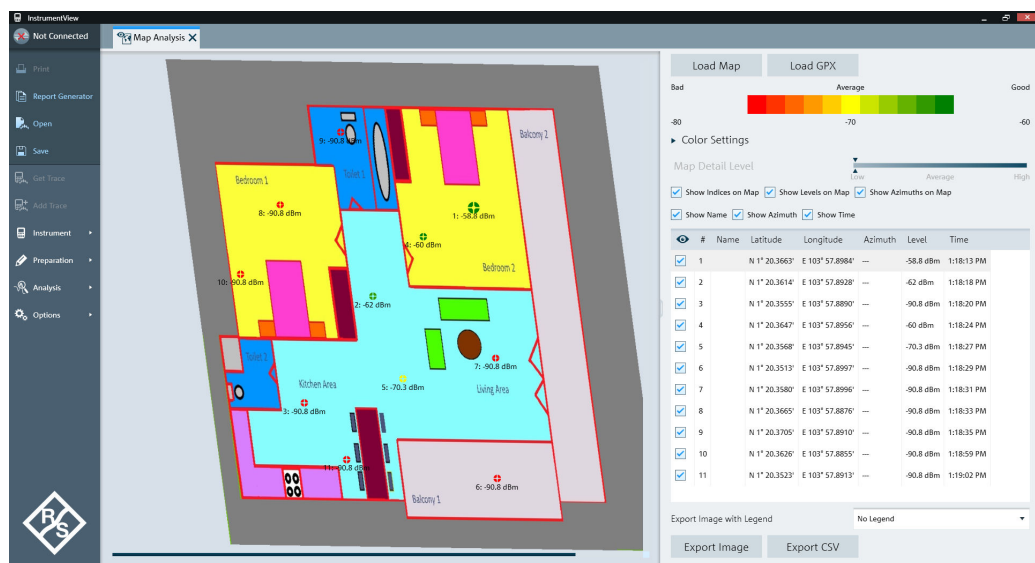 InstrumentView
Not Connected
Map Analysis
Print
Report Generator
Open
Save
Get Trace
Add Trace
Instrument
Preparation
Analysis
Options
R
S
9: -90.8 dBm
Toilet 1
Balcony 2
Bedroom 1
8: -90.8 dBm
1: -58.8 dBm
4: -60 dBm
Bedroom 2
10: -90.8 dBm
2: -62 dBm
Toilet 2
7: -90.8 dBm
Kitchen Area
5: -70.3 dBm
Living Area
3: -90.8 dBm
11: -90.8 dBm
6: -90.8 dBm
Balcony 1
Load Map Load GPX
Bad Average Good
-80 -70 -60
Color Settings
Map Detail Level
Low Average High
Show Indices on Map Show Levels on Map Show Azimuths on Map
Show Name Show Azimuth Show Time
# Name Latitude Longitude Azimuth Level Time
1 N 1° 20.3663' E 103° 57.8984' --- -58.8 dBm 1:18:13 PM
2 N 1° 20.3614' E 103° 57.8928' --- -62 dBm 1:18:18 PM
3 N 1° 20.3555' E 103° 57.8890' --- -90.8 dBm 1:18:20 PM
4 N 1° 20.3647' E 103° 57.8956' --- -60 dBm 1:18:24 PM
5 N 1° 20.3568' E 103° 57.8945' --- -70.3 dBm 1:18:27 PM
6 N 1° 20.3513' E 103° 57.8997' --- -90.8 dBm 1:18:29 PM
7 N 1° 20.3580' E 103° 57.8996' --- -90.8 dBm 1:18:31 PM
8 N 1° 20.3665' E 103° 57.8876' --- -90.8 dBm 1:18:33 PM
9 N 1° 20.3705' E 103° 57.8910' --- -90.8 dBm 1:18:35 PM
10 N 1° 20.3626' E 103° 57.8855' --- -90.8 dBm 1:18:59 PM
11 N 1° 20.3523' E 103° 57.8913' --- -90.8 dBm 1:19:02 PM
Export Image with Legend No Legend
Export Image Export CSV